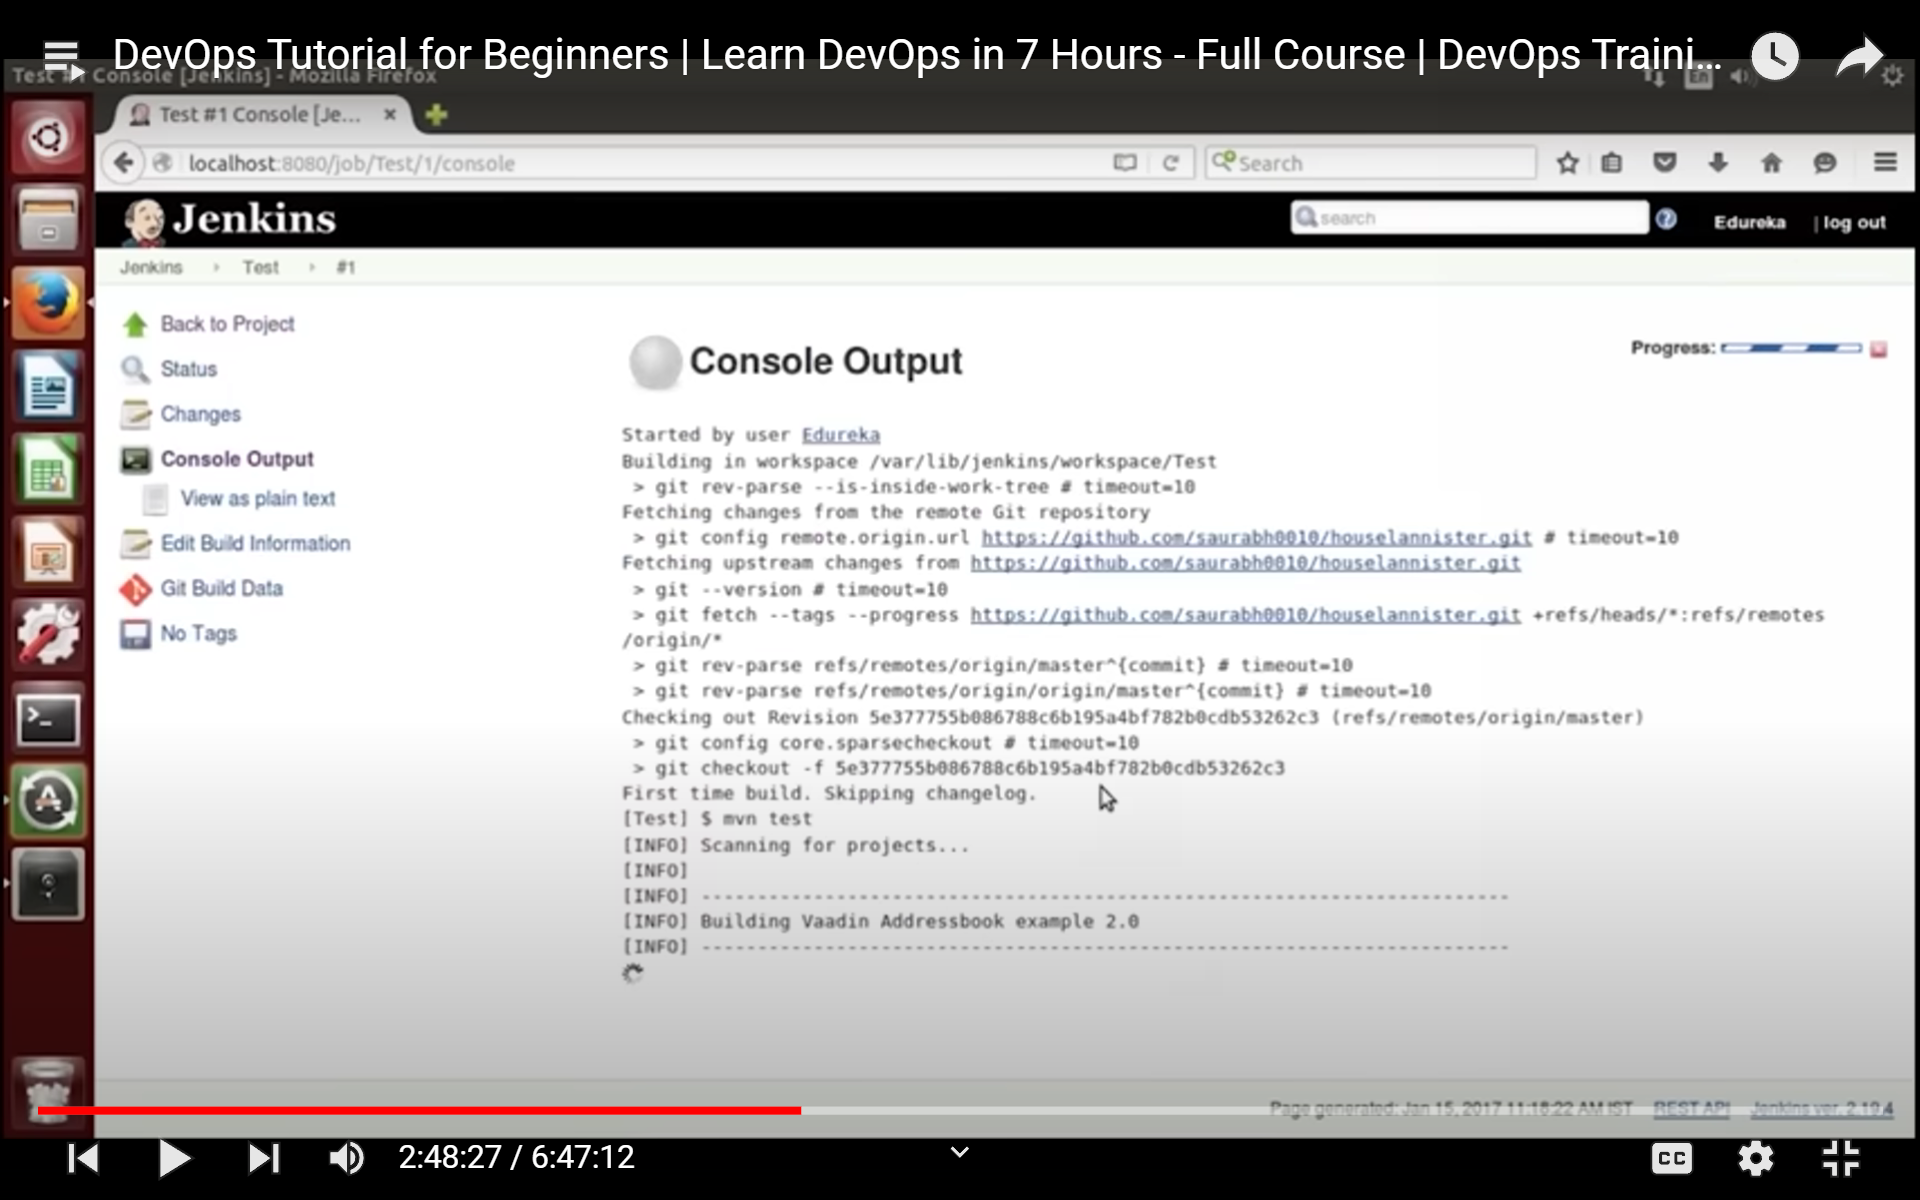 DevOps Tutorial for Beginners | Learn DevOps in 7 Hours - Full Course | DevOps Traini...
Test #1 Console [Jenkins] - Mozilla Firefox
En
Test #1 Console [Je...
localhost:8080/job/Test/1/console
Search
Jenkins
search
Edureka
| log out
Jenkins
Test
#1
Back to Project
Status
Changes
Console Output
View as plain text
Edit Build Information
Git Build Data
No Tags
Console Output
Progress:
Started by user Edureka
Building in workspace /var/lib/jenkins/workspace/Test
> git rev-parse --is-inside-work-tree # timeout=10
Fetching changes from the remote Git repository
> git config remote.origin.url https://github.com/saurabh0010/houselannister.git # timeout=10
Fetching upstream changes from https://github.com/saurabh0010/houselannister.git
> git --version # timeout=10
> git fetch --tags --progress https://github.com/saurabh0010/houselannister.git +refs/heads/*:refs/remotes
/origin/*
> git rev-parse refs/remotes/origin/master^{commit} # timeout=10
> git rev-parse refs/remotes/origin/origin/master^{commit} # timeout=10
Checking out Revision 5e377755b086788c6b195a4bf782b0cdb53262c3 (refs/remotes/origin/master)
> git config core.sparsecheckout # timeout=10
> git checkout -f 5e377755b086788c6b195a4bf782b0cdb53262c3
First time build. Skipping changelog.
[Test] $ mvn test
[INFO] Scanning for projects...
[INFO]
[INFO] ------------------------------------------------------------------------
[INFO] Building Vaadin Addressbook example 2.0
[INFO] ------------------------------------------------------------------------
Page generated: Jan 15, 2017 11:18:22 AM IST
REST API
Jenkins ver. 2.19.4
2:48:27 / 6:47:12
CC